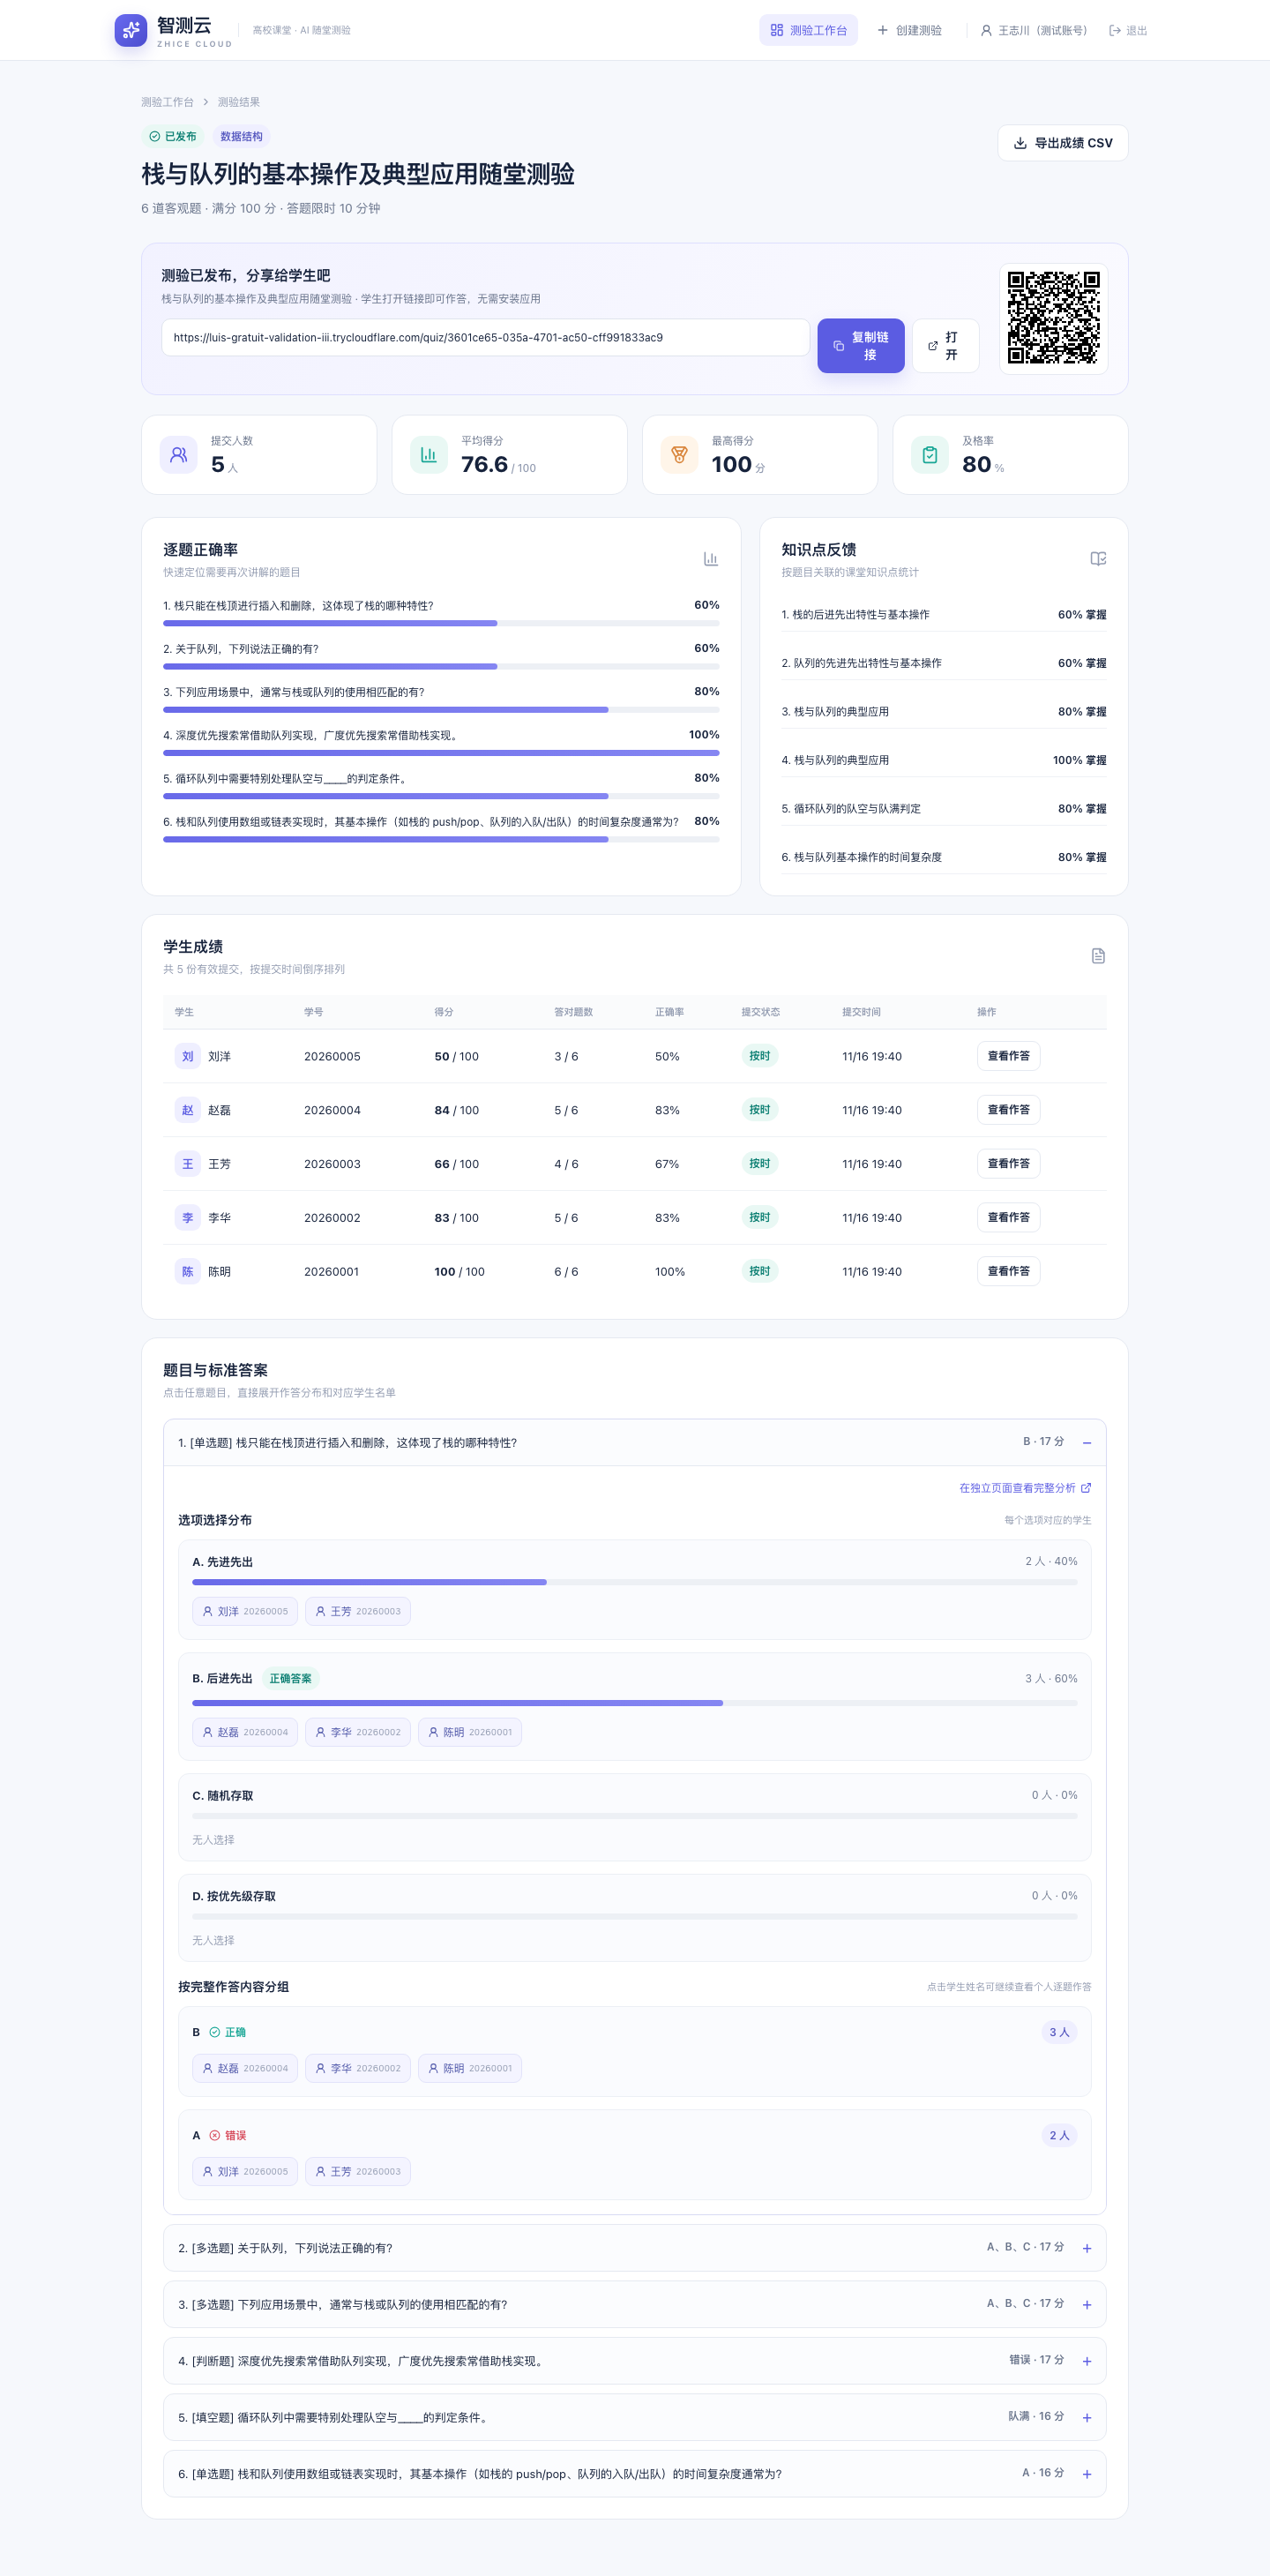 智测云
ZHICE CLOUD
高校课堂 · AI 随堂测验
测验工作台
创建测验
王志川（测试账号）
退出
测验工作台 > 测验结果
已发布 数据结构
导出成绩 CSV
栈与队列的基本操作及典型应用随堂测验
6 道客观题 · 满分 100 分 · 答题限时 10 分钟
测验已发布，分享给学生吧
栈与队列的基本操作及典型应用随堂测验 · 学生打开链接即可作答，无需安装应用
https://luis-gratuit-validation-iii.trycloudflare.com/quiz/3601ce65-035a-4701-ac50-cff991833ac9
复制链
接
打
开
提交人数
5 人
平均得分
76.6 / 100
最高得分
100 分
及格率
80 %
逐题正确率
快速定位需要再次讲解的题目
1. 栈只能在栈顶进行插入和删除，这体现了栈的哪种特性？ 60%
2. 关于队列，下列说法正确的有？ 60%
3. 下列应用场景中，通常与栈或队列的使用相匹配的有？ 80%
4. 深度优先搜索常借助队列实现，广度优先搜索常借助栈实现。 100%
5. 循环队列中需要特别处理队空与____的判定条件。 80%
6. 栈和队列使用数组或链表实现时，其基本操作（如栈的 push/pop、队列的入队/出队）的时间复杂度通常为？ 80%
知识点反馈
按题目关联的课堂知识点统计
1. 栈的后进先出特性与基本操作 60% 掌握
2. 队列的先进先出特性与基本操作 60% 掌握
3. 栈与队列的典型应用 80% 掌握
4. 栈与队列的典型应用 100% 掌握
5. 循环队列的队空与队满判定 80% 掌握
6. 栈与队列基本操作的时间复杂度 80% 掌握
学生成绩
共 5 份有效提交，按提交时间倒序排列
学生 学号 得分 答对题数 正确率 提交状态 提交时间 操作
刘 刘洋 20260005 50 / 100 3 / 6 50% 按时 11/16 19:40 查看作答
赵 赵磊 20260004 84 / 100 5 / 6 83% 按时 11/16 19:40 查看作答
王 王芳 20260003 66 / 100 4 / 6 67% 按时 11/16 19:40 查看作答
李 李华 20260002 83 / 100 5 / 6 83% 按时 11/16 19:40 查看作答
陈 陈明 20260001 100 / 100 6 / 6 100% 按时 11/16 19:40 查看作答
题目与标准答案
点击任意题目，直接展开作答分布和对应学生名单
1. [单选题] 栈只能在栈顶进行插入和删除，这体现了栈的哪种特性？ B · 17 分 −
在独立页面查看完整分析
选项选择分布 每个选项对应的学生
A. 先进先出 2 人 · 40%
刘洋 20260005 王芳 20260003
B. 后进先出 正确答案 3 人 · 60%
赵磊 20260004 李华 20260002 陈明 20260001
C. 随机存取 0 人 · 0%
无人选择
D. 按优先级存取 0 人 · 0%
无人选择
按完整作答内容分组 点击学生姓名可继续查看个人逐题作答
B 正确 3 人
赵磊 20260004 李华 20260002 陈明 20260001
A 错误 2 人
刘洋 20260005 王芳 20260003
2. [多选题] 关于队列，下列说法正确的有？ A、B、C · 17 分 +
3. [多选题] 下列应用场景中，通常与栈或队列的使用相匹配的有？ A、B、C · 17 分 +
4. [判断题] 深度优先搜索常借助队列实现，广度优先搜索常借助栈实现。 错误 · 17 分 +
5. [填空题] 循环队列中需要特别处理队空与____的判定条件。 队满 · 16 分 +
6. [单选题] 栈和队列使用数组或链表实现时，其基本操作（如栈的 push/pop、队列的入队/出队）的时间复杂度通常为？ A · 16 分 +